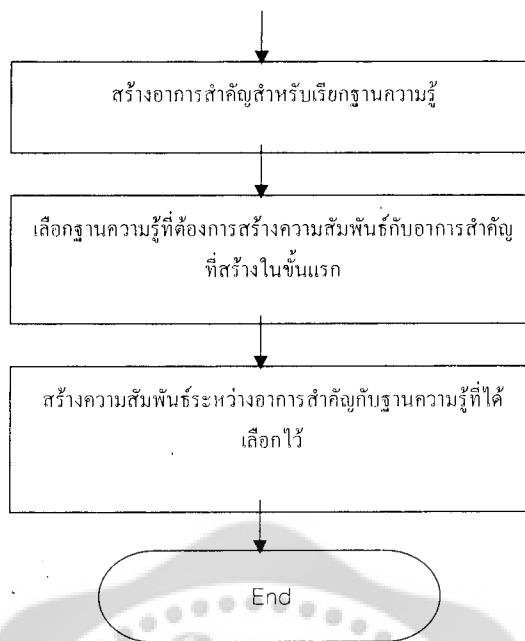 สร้างอาการสำคัญสำหรับเรียกฐานความรู้
เลือกฐานความรู้ที่ต้องการสร้างความสัมพันธ์กับอาการสำคัญ
ที่สร้างในขั้นแรก
สร้างความสัมพันธ์ระหว่างอาการสำคัญกับฐานความรู้ที่ได้
เลือกไว้
End